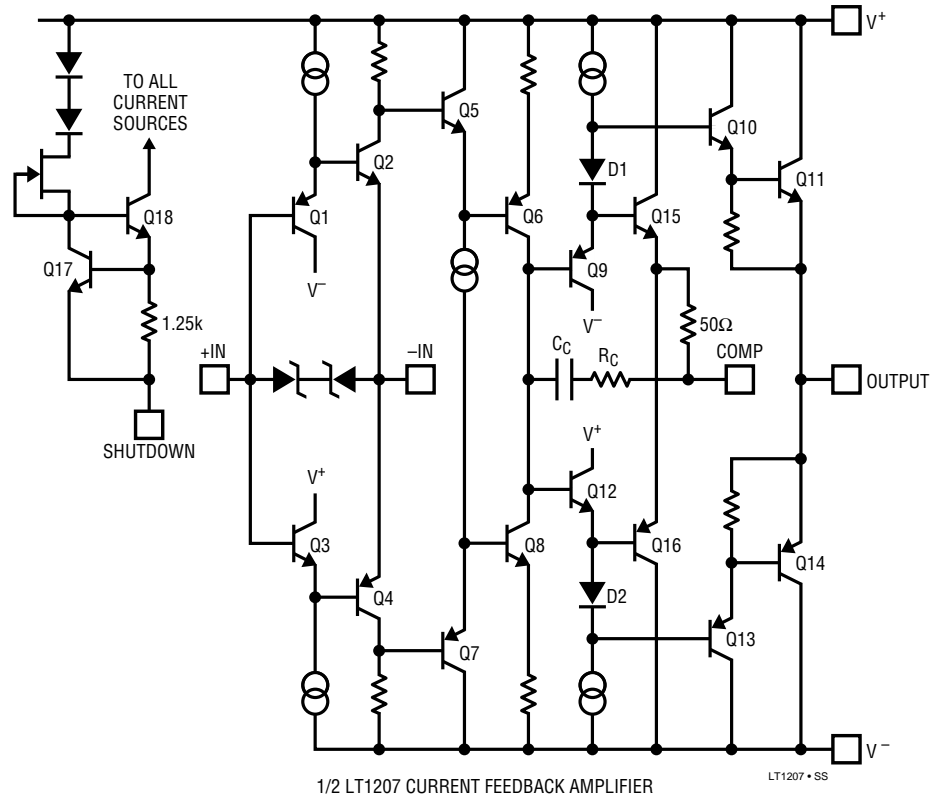 V+
TO ALL
CURRENT
SOURCES
Q5
Q10
Q2
D1
Q11
Q18
Q1
Q6
Q15
Q17
Q9
V−
V−
1.25k
50Ω
+IN
−IN
CC
RC
COMP
OUTPUT
SHUTDOWN
V+
V+
Q12
Q3
Q8
Q16
Q14
Q4
D2
Q7
Q13
V−
1/2 LT1207 CURRENT FEEDBACK AMPLIFIER
LT1207 • SS